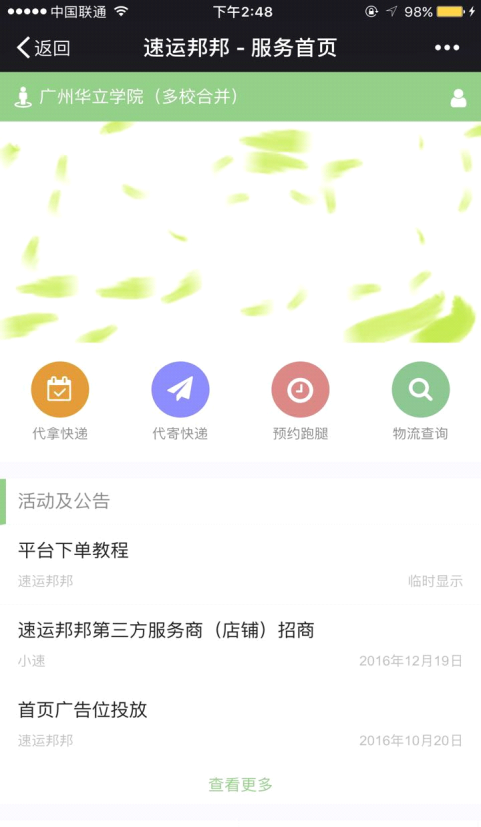 中国联通 下午2:48 98%
返回 速运邦邦 - 服务首页
广州华立学院（多校合并）
代拿快递 代寄快递 预约跑腿 物流查询
活动及公告
平台下单教程
速运邦邦 临时显示
速运邦邦第三方服务商（店铺）招商
小速 2016年12月19日
首页广告位投放
速运邦邦 2016年10月20日
查看更多